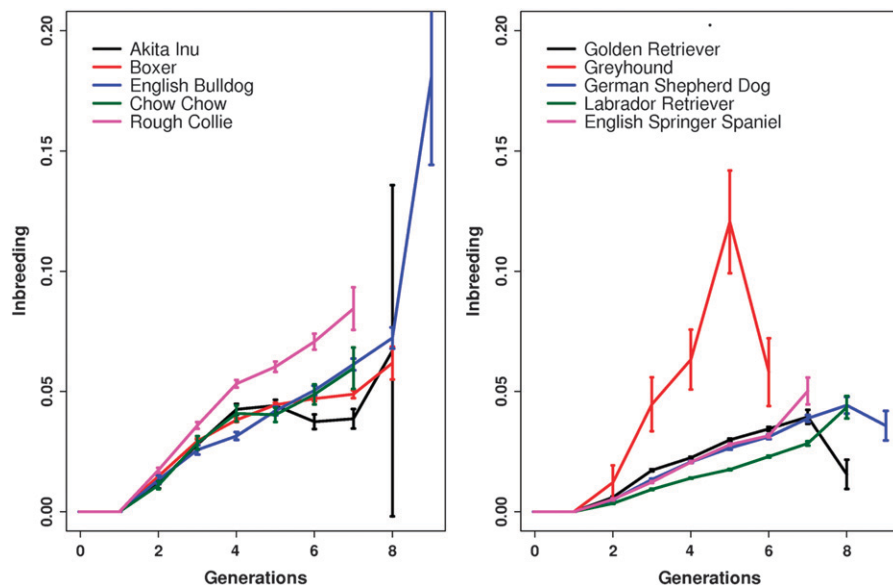 0.20
0.15
0.10
0.05
0.00
Inbreeding
Akita Inu
Boxer
English Bulldog
Chow Chow
Rough Collie
0 2 4 6 8
Generations
0.20
0.15
0.10
0.05
0.00
Inbreeding
Golden Retriever
Greyhound
German Shepherd Dog
Labrador Retriever
English Springer Spaniel
0 2 4 6 8
Generations